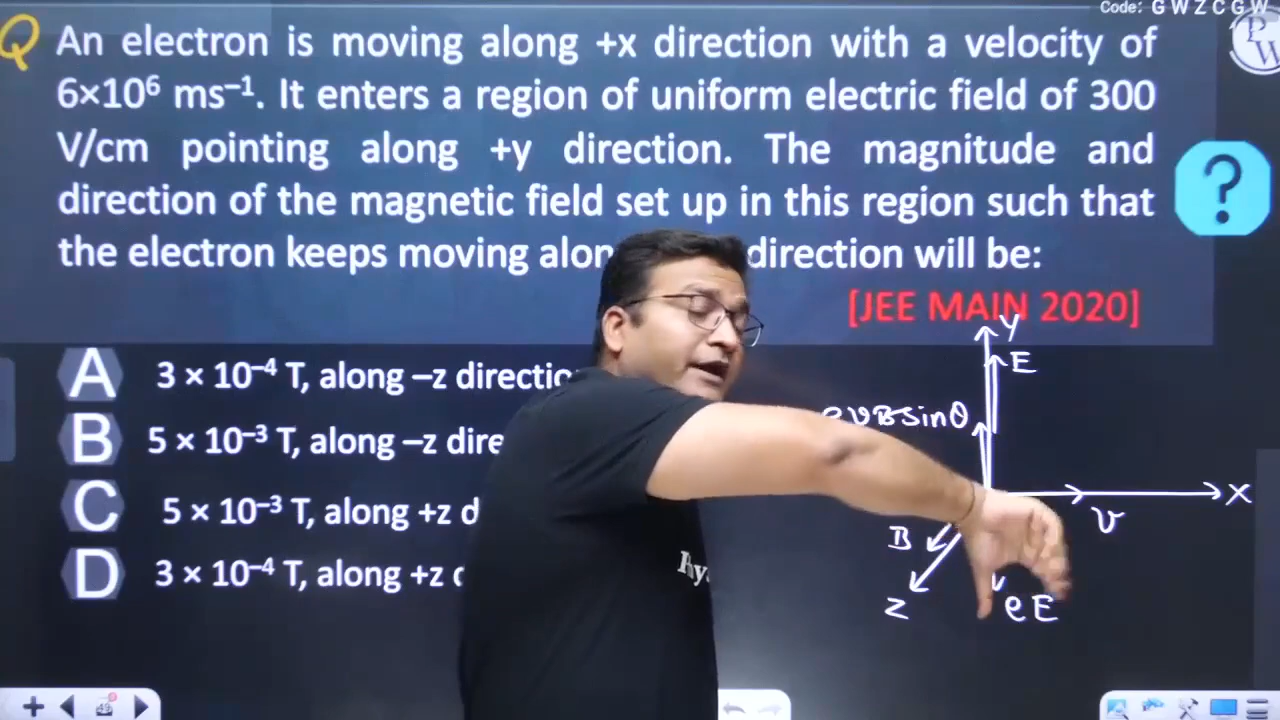 Code: G W Z C G W
Q An electron is moving along +x direction with a velocity of
6×10⁶ ms⁻¹. It enters a region of uniform electric field of 300
V/cm pointing along +y direction. The magnitude and
direction of the magnetic field set up in this region such that
the electron keeps moving alon direction will be:
[JEE MAIN 2020]
A 3 × 10⁻⁴ T, along –z directio
B 5 × 10⁻³ T, along –z dire
C 5 × 10⁻³ T, along +z d
D 3 × 10⁻⁴ T, along +z
Y
E
vBsinθ
X
v
B
Z
eE
?
P
W